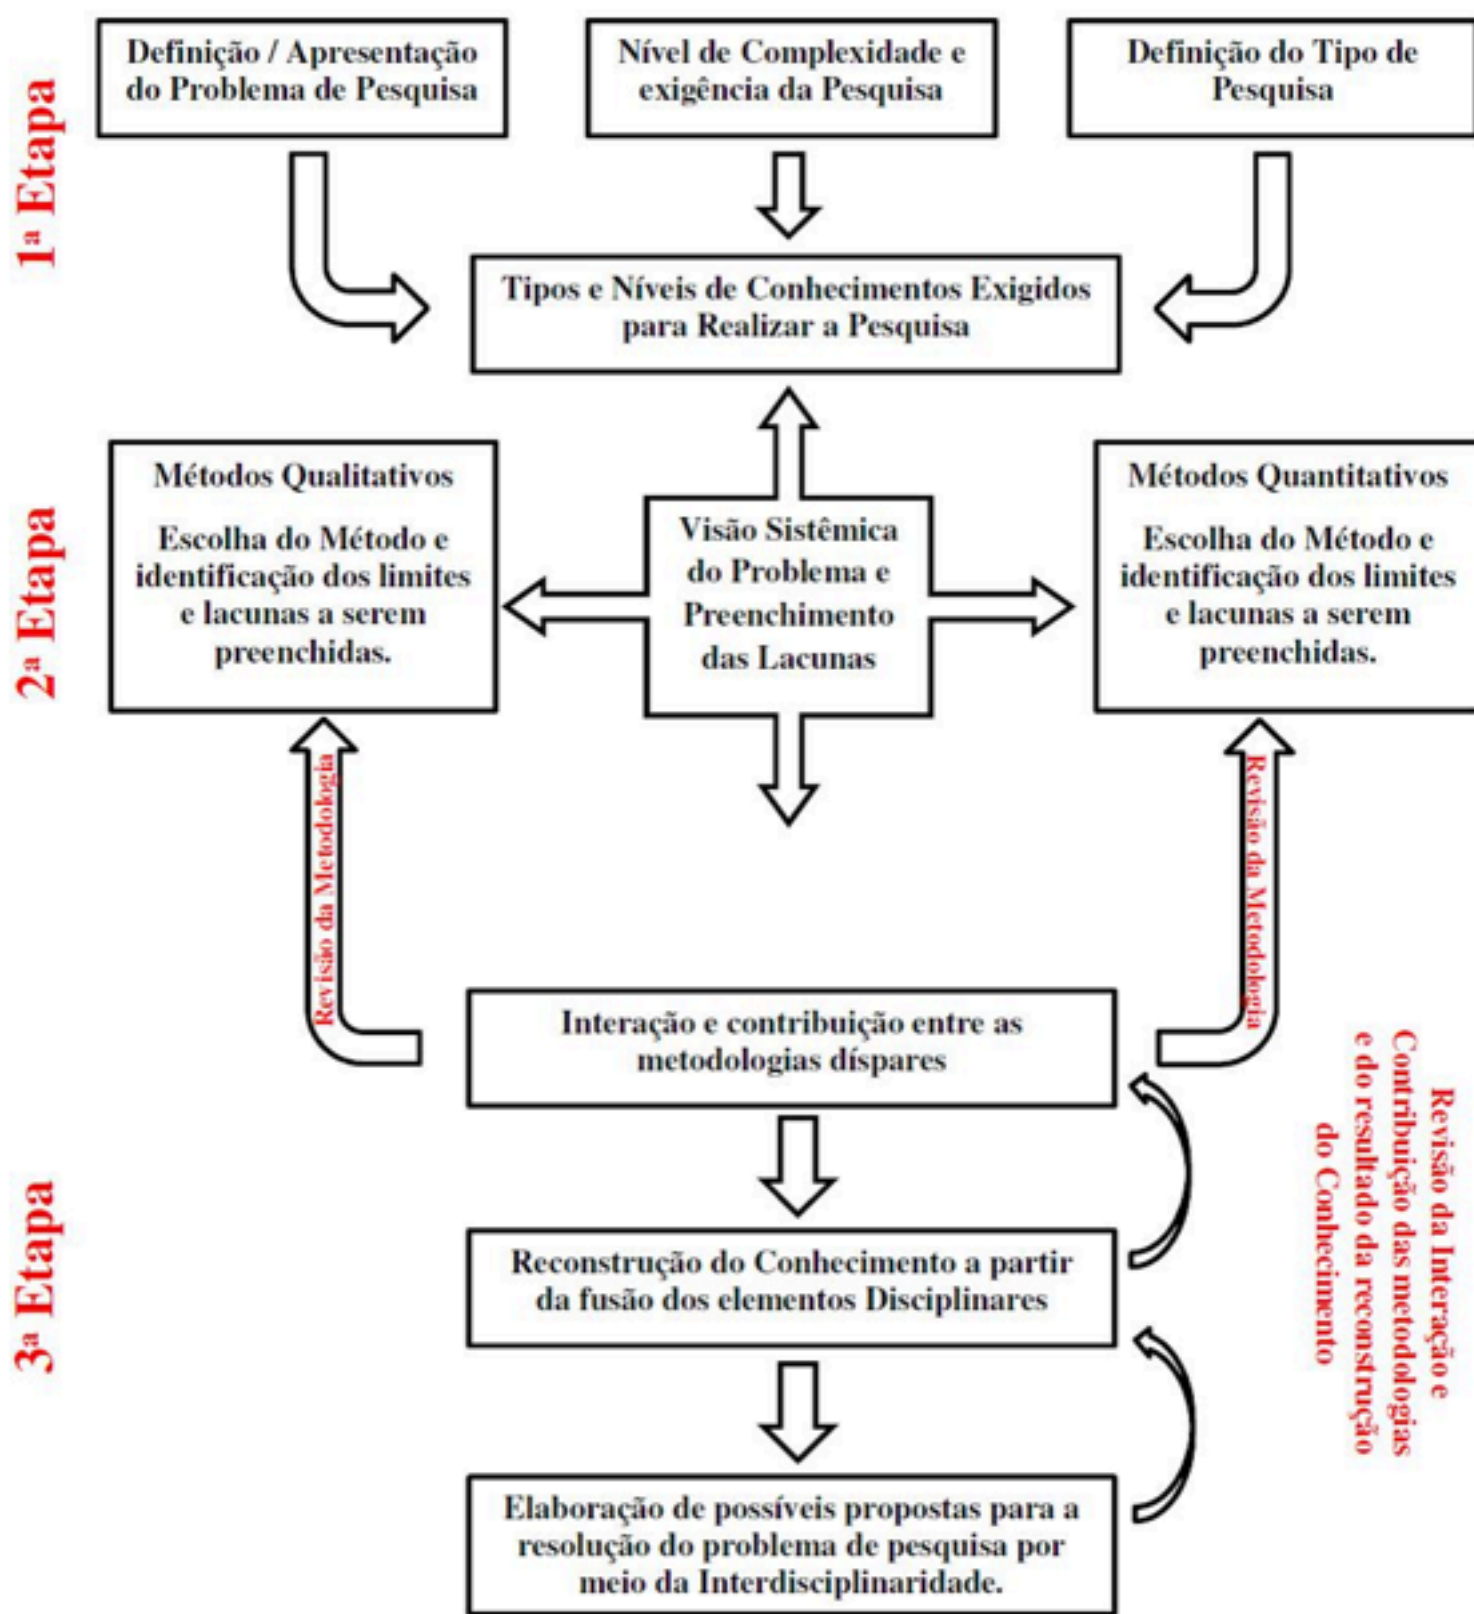 1ª Etapa
Definição / Apresentação
do Problema de Pesquisa
Nível de Complexidade e
exigência da Pesquisa
Definição do Tipo de
Pesquisa
Tipos e Níveis de Conhecimentos Exigidos
para Realizar a Pesquisa
2ª Etapa
Métodos Qualitativos
Escolha do Método e
identificação dos limites
e lacunas a serem
preenchidas.
Visão Sistêmica
do Problema e
Preenchimento
das Lacunas
Métodos Quantitativos
Escolha do Método e
identificação dos limites
e lacunas a serem
preenchidas.
Revisão da Metodologia
Revisão da Metodologia
3ª Etapa
Interação e contribuição entre as
metodologias díspares
Reconstrução do Conhecimento a partir
da fusão dos elementos Disciplinares
Elaboração de possíveis propostas para a
resolução do problema de pesquisa por
meio da Interdisciplinaridade.
Revisão da Interação e
Contribuição das metodologias
e do resultado da reconstrução
do Conhecimento